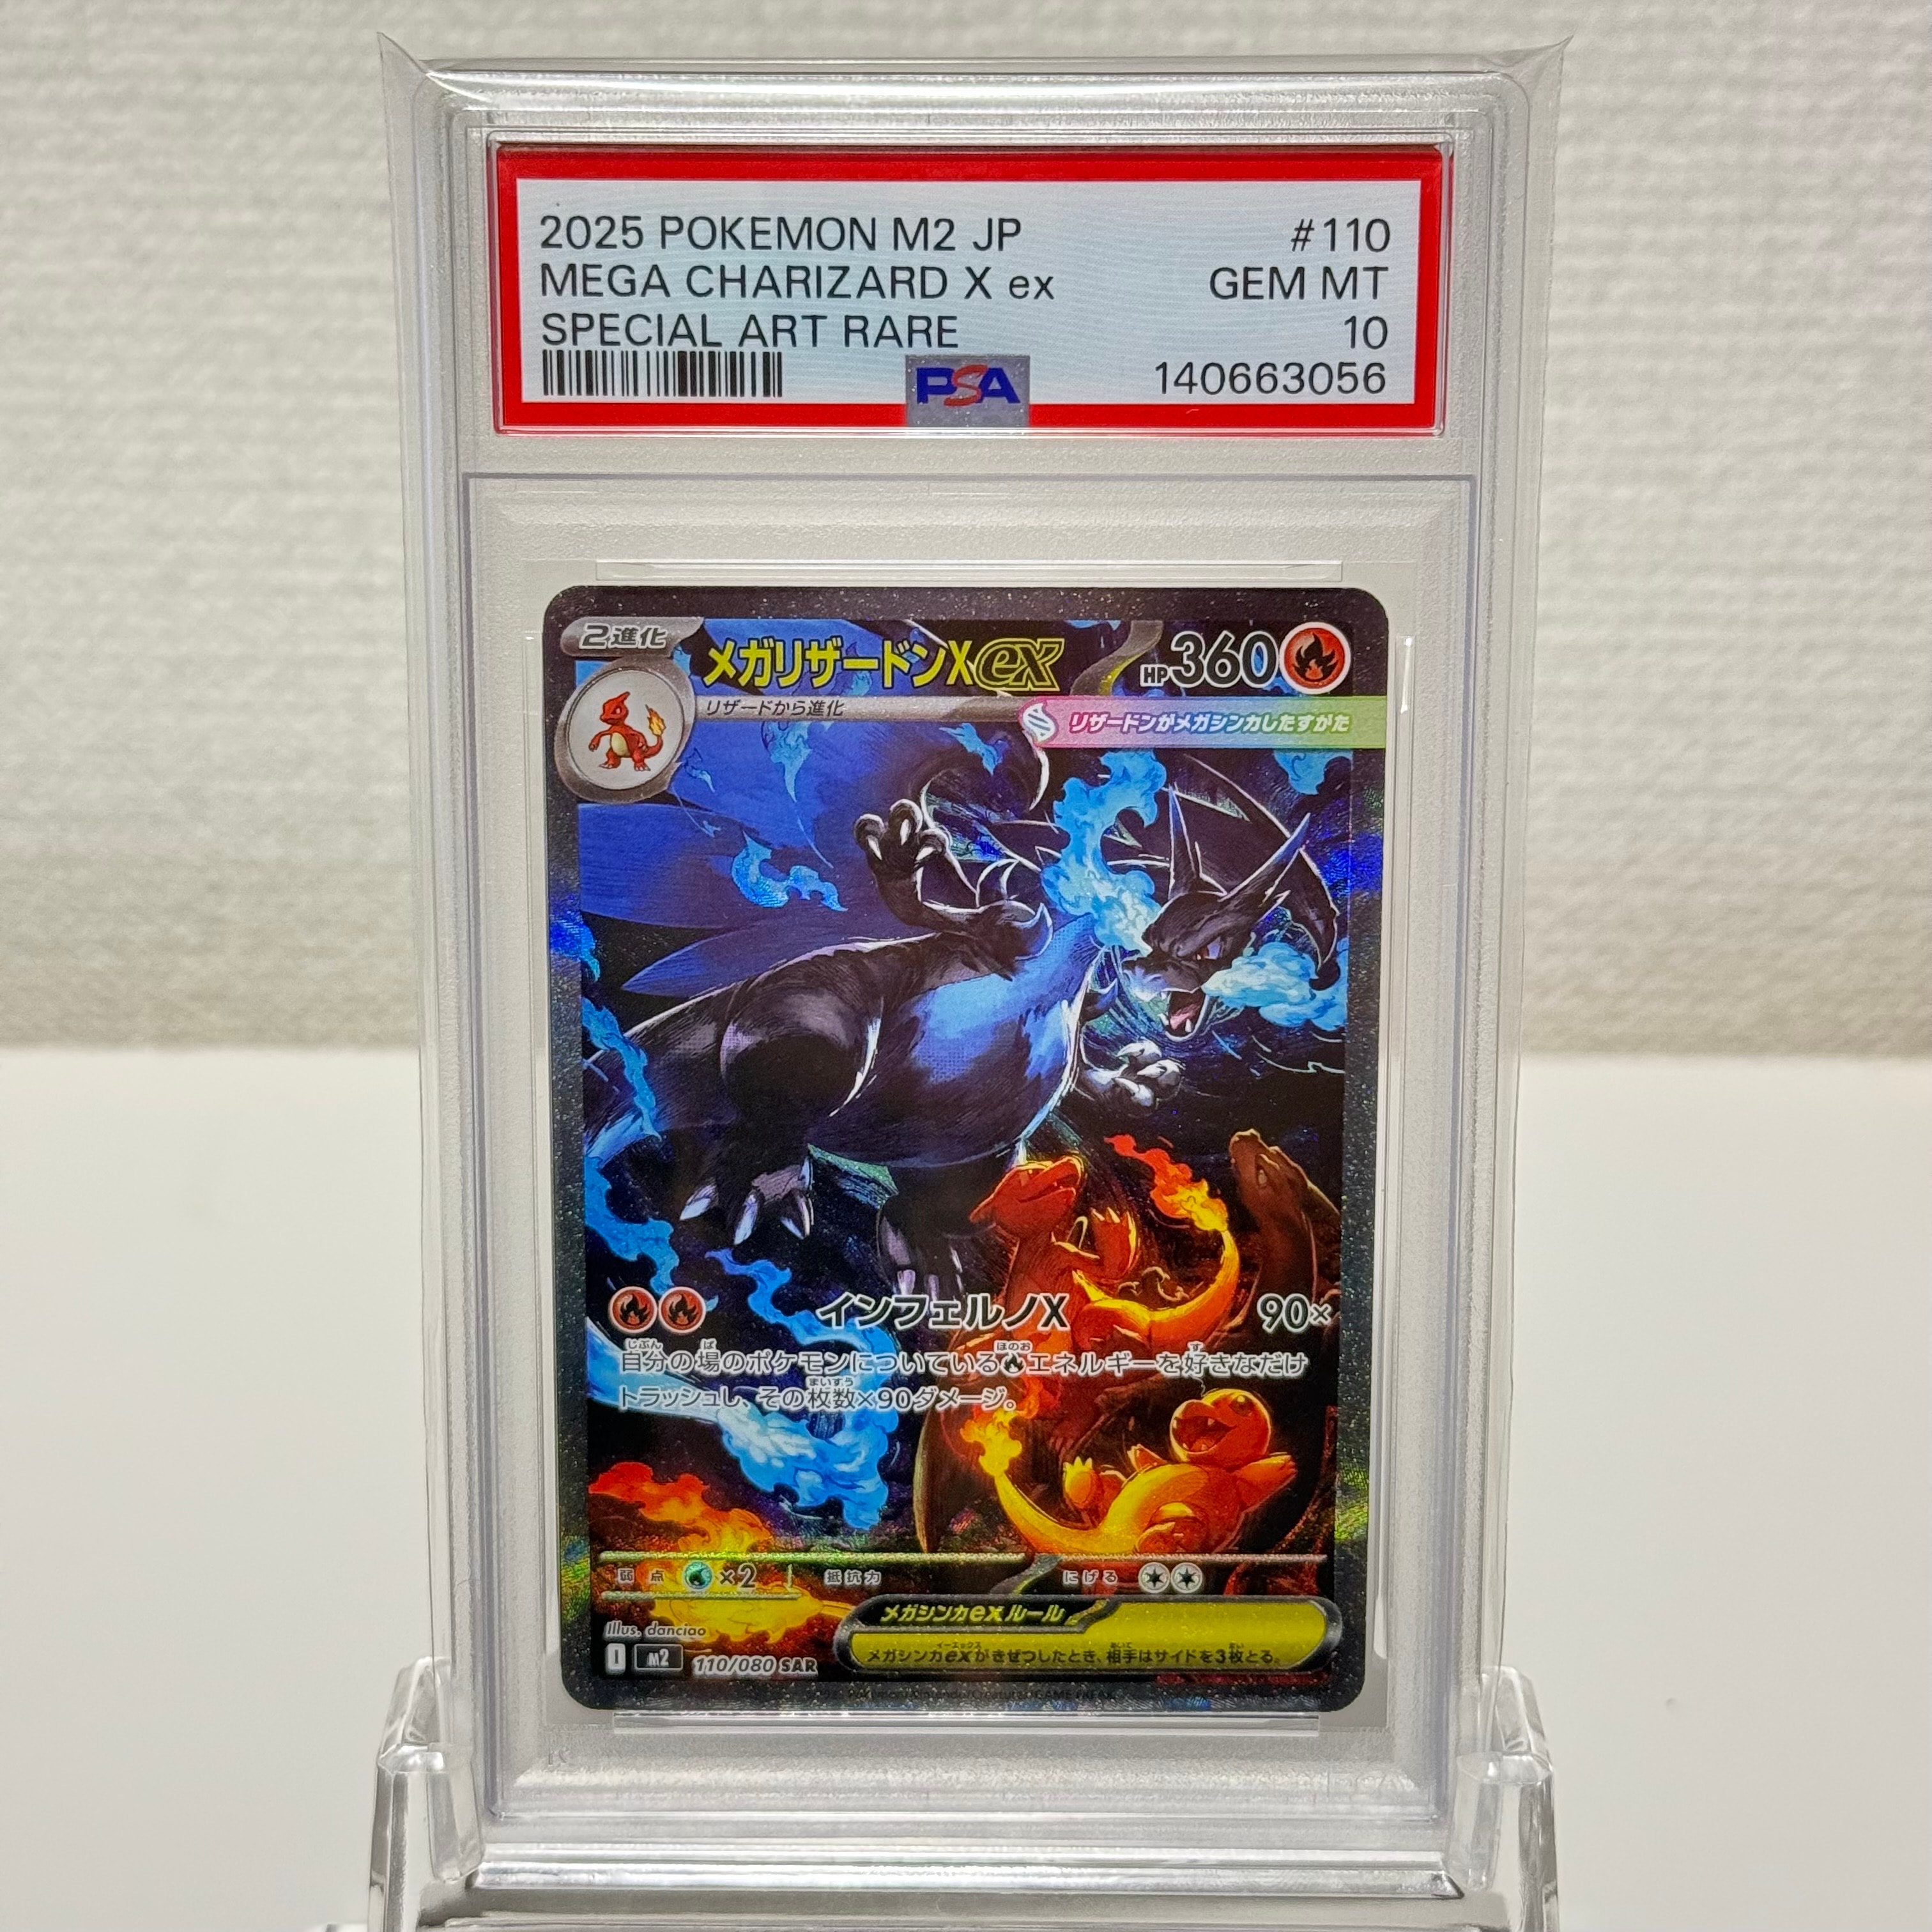 2025 POKEMON M2 JP #110
MEGA CHARIZARD X ex GEM MT
SPECIAL ART RARE 10
PSA 140663056
2進化 メガリザードンXex HP360
リザードから進化
リザードンがメガシンカしたすがた
インフェルノX 90×
自分の場のポケモンについているエネルギーを好きなだけ
トラッシュし、その枚数×90ダメージ。
弱点 ×2 抵抗力 にげる
メガシンカexルール
メガシンカexがきぜつしたとき、相手はサイドを3枚とる。
Illus. danciao
I M2 110/080 SAR